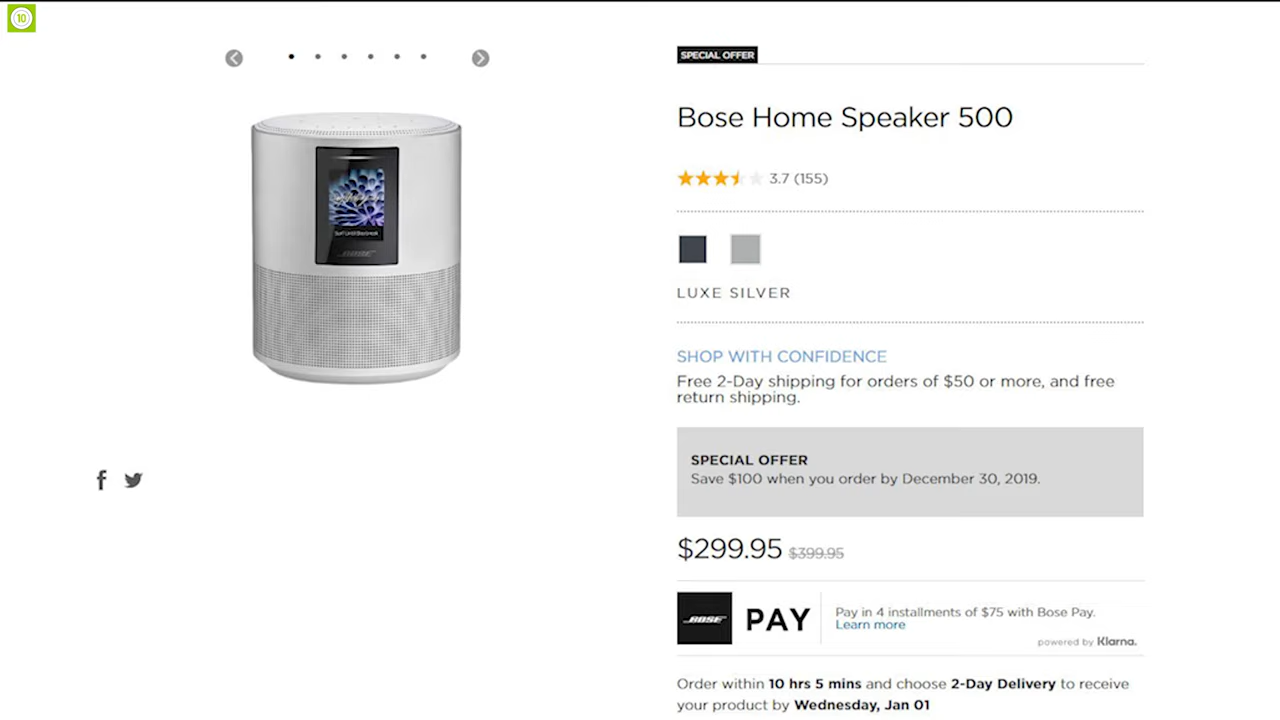 10
SPECIAL OFFER
Bose Home Speaker 500
3.7 (155)
LUXE SILVER
SHOP WITH CONFIDENCE
Free 2-Day shipping for orders of $50 or more, and free
return shipping.
SPECIAL OFFER
Save $100 when you order by December 30, 2019.
$299.95 $399.95
BOSE PAY
Pay in 4 installments of $75 with Bose Pay.
Learn more
powered by Klarna.
Order within 10 hrs 5 mins and choose 2-Day Delivery to receive
your product by Wednesday, Jan 01
BOSE